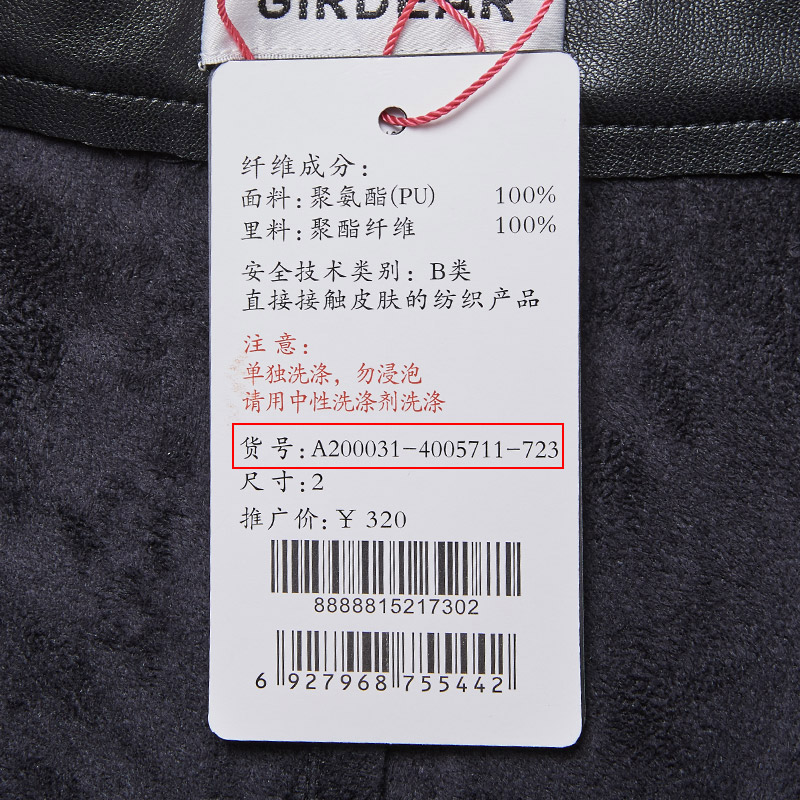 GIRDEAR
纤维成分:
面料:聚氨酯(PU) 100%
里料:聚酯纤维 100%
安全技术类别: B类
直接接触皮肤的纺织产品
注意:
单独洗涤, 勿浸泡
请用中性洗涤剂洗涤
货号:A200031-4005711-723
尺寸:2
推广价:¥ 320
8888815217302
6 927968 755442